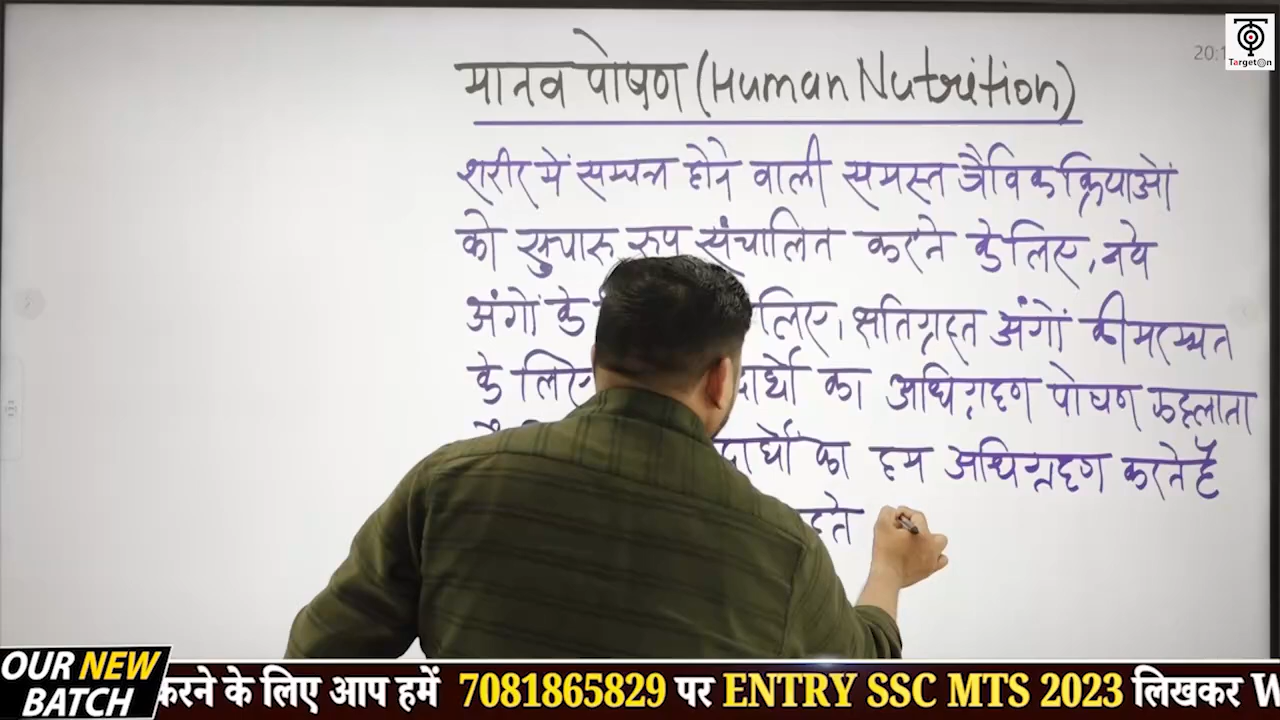 20:1
TargetOn
मानव पोषण (Human Nutrition)
शरीर में सम्पन्न होने वाली समस्त जैविक क्रियाओं
को सुचारू रूप संचालित करने के लिए, नये
अंगों के लिए, क्षतिग्रस्त अंगों की मरम्मत
के लिए का अधिग्रहण पोषण कहलाता
का हम अधिग्रहण करते हैं
OUR NEW
BATCH
करने के लिए आप हमें 7081865829 पर ENTRY SSC MTS 2023 लिखकर W